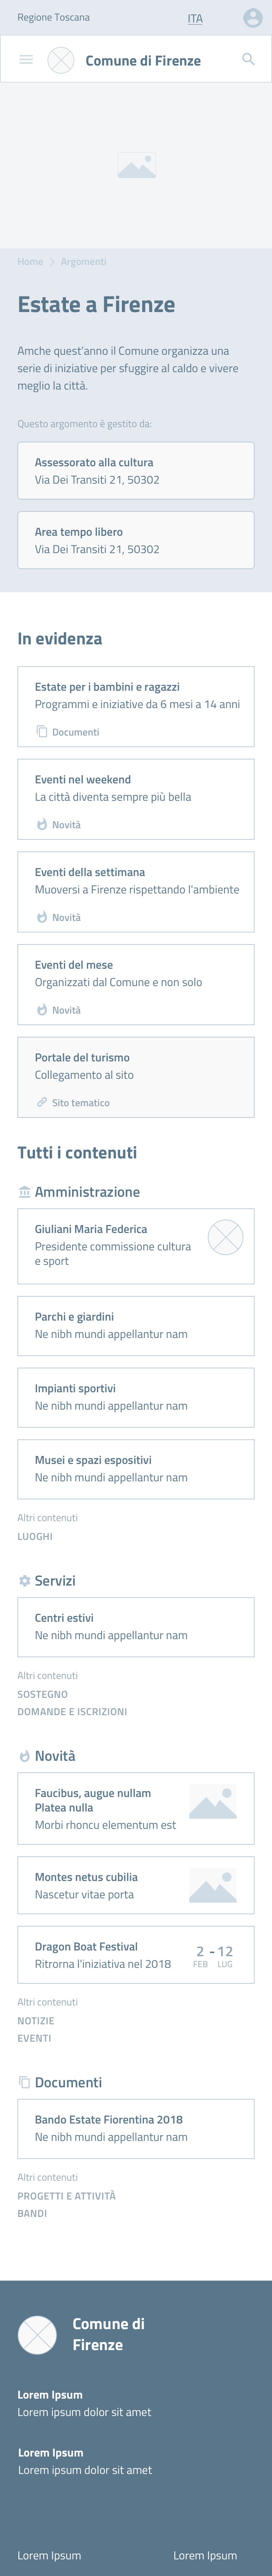 Regione Toscana
ITA
Comune di Firenze
Home > Argomenti
Estate a Firenze
Amche quest'anno il Comune organizza una
serie di iniziative per sfuggire al caldo e vivere
meglio la città.
Questo argomento è gestito da:
Assessorato alla cultura
Via Dei Transiti 21, 50302
Area tempo libero
Via Dei Transiti 21, 50302
In evidenza
Estate per i bambini e ragazzi
Programmi e iniziative da 6 mesi a 14 anni
Documenti
Eventi nel weekend
La città diventa sempre più bella
Novità
Eventi della settimana
Muoversi a Firenze rispettando l'ambiente
Novità
Eventi del mese
Organizzati dal Comune e non solo
Novità
Portale del turismo
Collegamento al sito
Sito tematico
Tutti i contenuti
Amministrazione
Giuliani Maria Federica
Presidente commissione cultura
e sport
Parchi e giardini
Ne nibh mundi appellantur nam
Impianti sportivi
Ne nibh mundi appellantur nam
Musei e spazi espositivi
Ne nibh mundi appellantur nam
Altri contenuti
LUOGHI
Servizi
Centri estivi
Ne nibh mundi appellantur nam
Altri contenuti
SOSTEGNO
DOMANDE E ISCRIZIONI
Novità
Faucibus, augue nullam
Platea nulla
Morbi rhoncu elementum est
Montes netus cubilia
Nascetur vitae porta
Dragon Boat Festival
Ritrorna l'iniziativa nel 2018
2 - 12
FEB LUG
Altri contenuti
NOTIZIE
EVENTI
Documenti
Bando Estate Fiorentina 2018
Ne nibh mundi appellantur nam
Altri contenuti
PROGETTI E ATTIVITÀ
BANDI
Comune di
Firenze
Lorem Ipsum
Lorem ipsum dolor sit amet
Lorem Ipsum
Lorem ipsum dolor sit amet
Lorem Ipsum
Lorem Ipsum